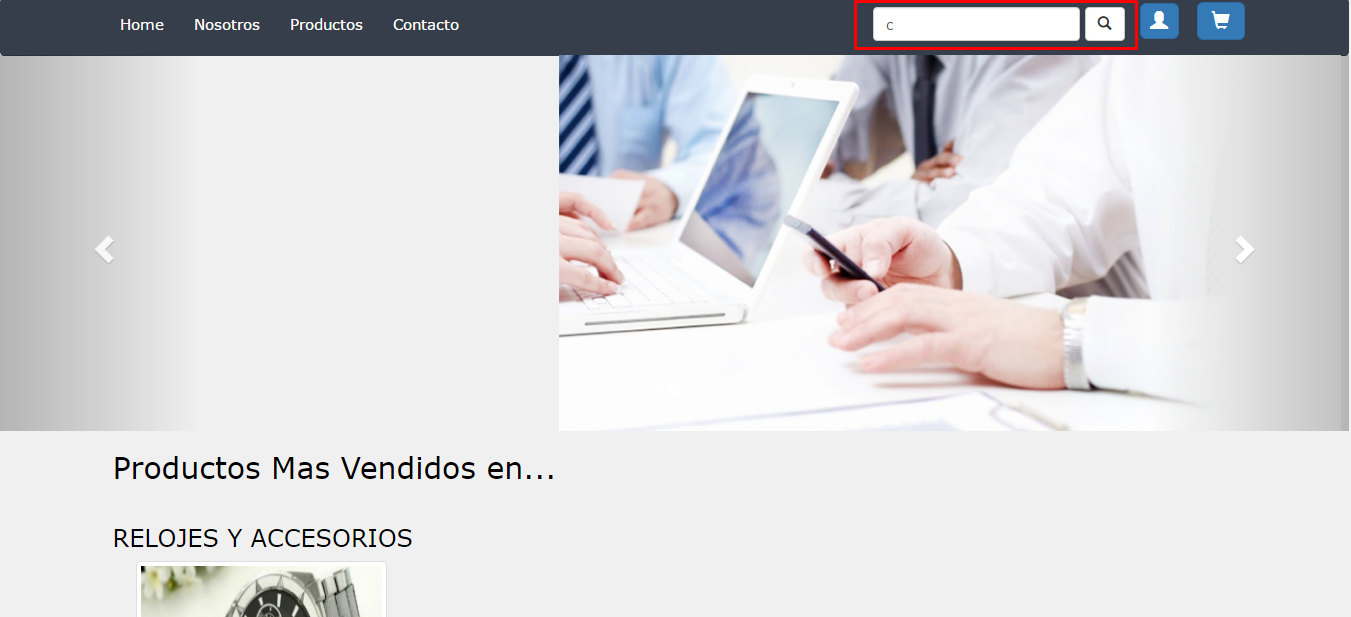 Home Nosotros Productos Contacto c
Productos Mas Vendidos en...
RELOJES Y ACCESORIOS